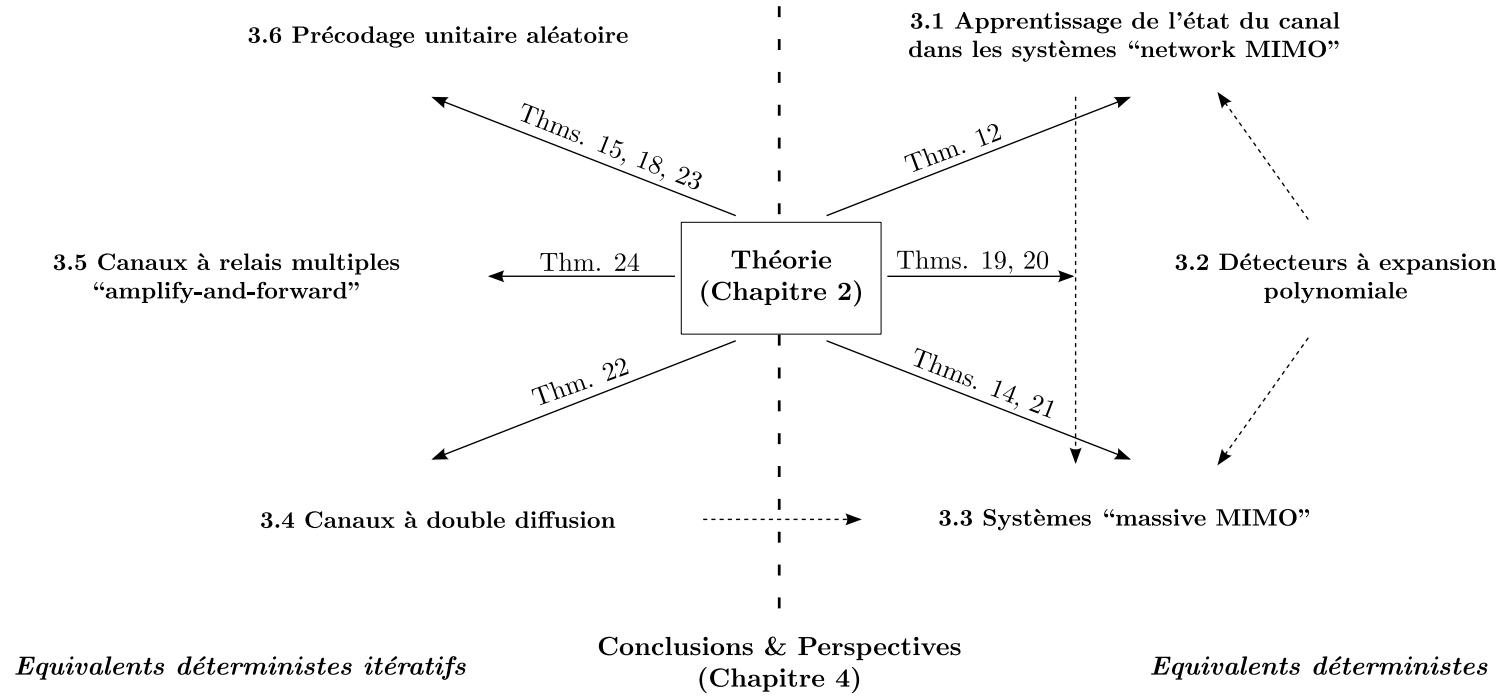 3.6 Précodage unitaire aléatoire
3.1 Apprentissage de l'état du canal
dans les systèmes “network MIMO”
Thms. 15, 18, 23
Thm. 12
3.5 Canaux à relais multiples
“amplify-and-forward”
Thm. 24
Théorie
(Chapitre 2)
Thms. 19, 20
3.2 Détecteurs à expansion
polynomiale
Thm. 22
Thms. 14, 21
3.4 Canaux à double diffusion
3.3 Systèmes “massive MIMO”
Equivalents déterministes itératifs
Conclusions & Perspectives
(Chapitre 4)
Equivalents déterministes